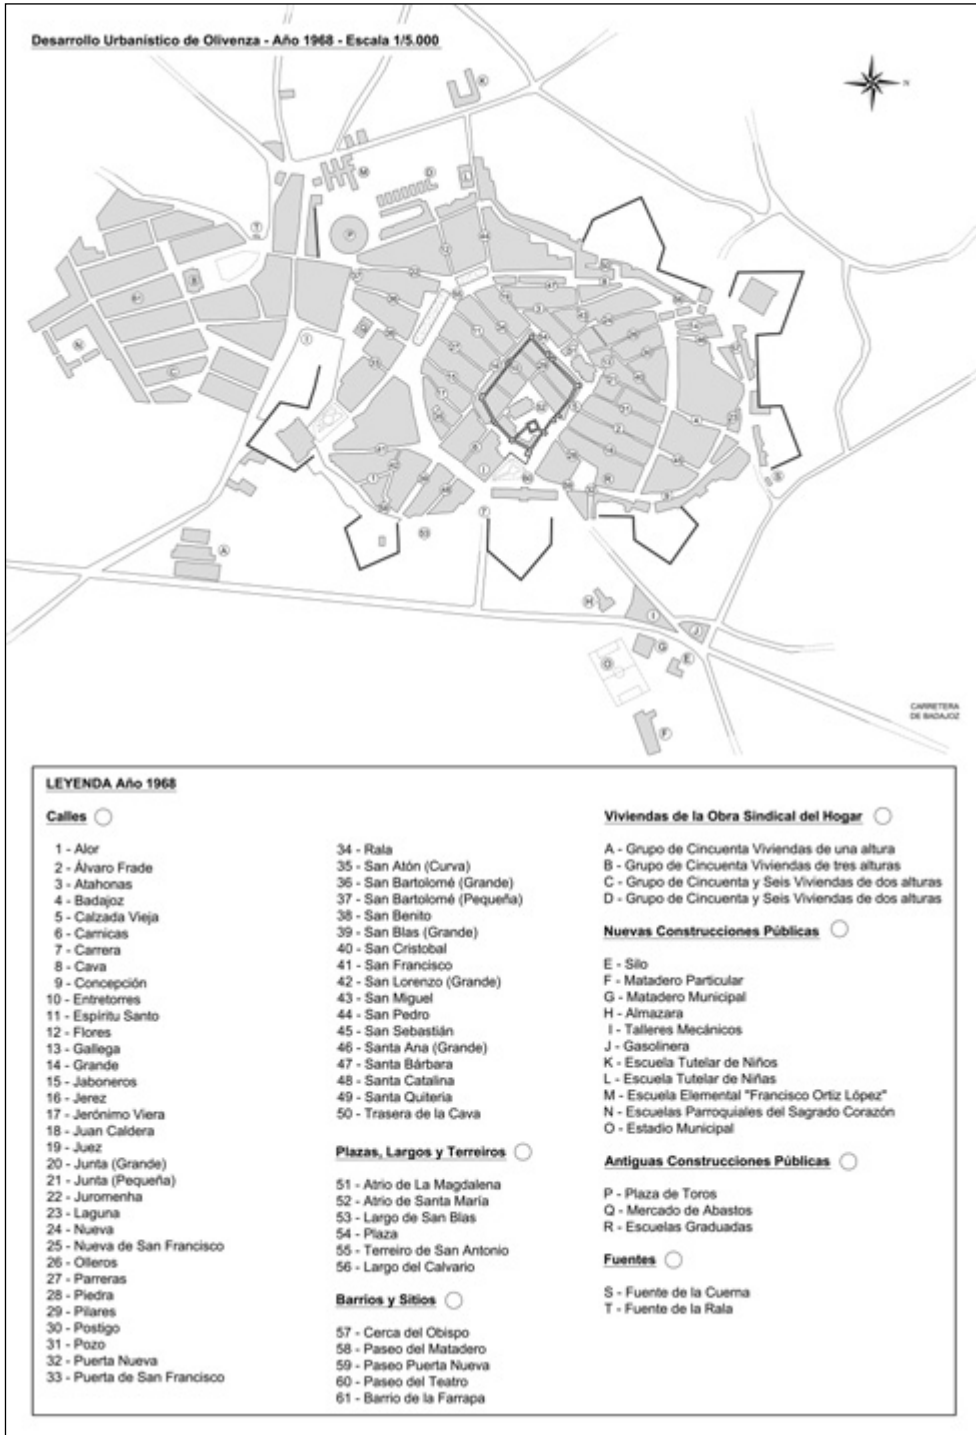 Desarrollo Urbanístico de Olivenza - Año 1968 - Escala 1/5.000
N
CARRETERA
DE BADAJOZ
LEYENDA Año 1968
Calles
1 - Alor
2 - Álvaro Frade
3 - Atahonas
4 - Badajoz
5 - Calzada Vieja
6 - Carnicas
7 - Carrera
8 - Cava
9 - Concepción
10 - Entretorres
11 - Espíritu Santo
12 - Flores
13 - Gallega
14 - Grande
15 - Jaboneros
16 - Jerez
17 - Jerónimo Viera
18 - Juan Caldera
19 - Juez
20 - Junta (Grande)
21 - Junta (Pequeña)
22 - Juromenha
23 - Laguna
24 - Nueva
25 - Nueva de San Francisco
26 - Olleros
27 - Parreras
28 - Piedra
29 - Pilares
30 - Postigo
31 - Pozo
32 - Puerta Nueva
33 - Puerta de San Francisco
34 - Rala
35 - San Atón (Curva)
36 - San Bartolomé (Grande)
37 - San Bartolomé (Pequeña)
38 - San Benito
39 - San Blas (Grande)
40 - San Cristobal
41 - San Francisco
42 - San Lorenzo (Grande)
43 - San Miguel
44 - San Pedro
45 - San Sebastián
46 - Santa Ana (Grande)
47 - Santa Bárbara
48 - Santa Catalina
49 - Santa Quiteria
50 - Trasera de la Cava
Plazas, Largos y Terreiros
51 - Atrio de La Magdalena
52 - Atrio de Santa María
53 - Largo de San Blas
54 - Plaza
55 - Terreiro de San Antonio
56 - Largo del Calvario
Barrios y Sitios
57 - Cerca del Obispo
58 - Paseo del Matadero
59 - Paseo Puerta Nueva
60 - Paseo del Teatro
61 - Barrio de la Farrapa
Viviendas de la Obra Sindical del Hogar
A - Grupo de Cincuenta Viviendas de una altura
B - Grupo de Cincuenta Viviendas de tres alturas
C - Grupo de Cincuenta y Seis Viviendas de dos alturas
D - Grupo de Cincuenta y Seis Viviendas de dos alturas
Nuevas Construcciones Públicas
E - Silo
F - Matadero Particular
G - Matadero Municipal
H - Almazara
I - Talleres Mecánicos
J - Gasolinera
K - Escuela Tutelar de Niños
L - Escuela Tutelar de Niñas
M - Escuela Elemental "Francisco Ortiz López"
N - Escuelas Parroquiales del Sagrado Corazón
O - Estadio Municipal
Antiguas Construcciones Públicas
P - Plaza de Toros
Q - Mercado de Abastos
R - Escuelas Graduadas
Fuentes
S - Fuente de la Cuerna
T - Fuente de la Rala